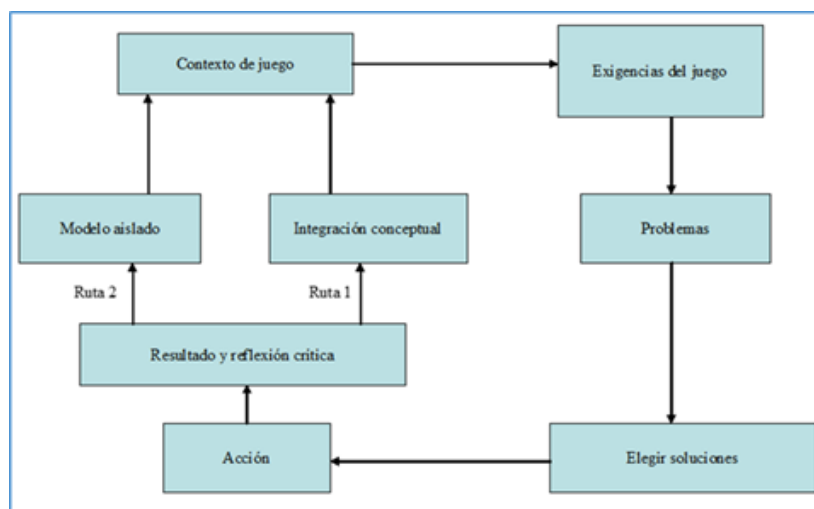 Contexto de juego
Exigencias del juego
Modelo aislado
Integración conceptual
Problemas
Ruta 2
Ruta 1
Resultado y reflexión crítica
Acción
Elegir soluciones